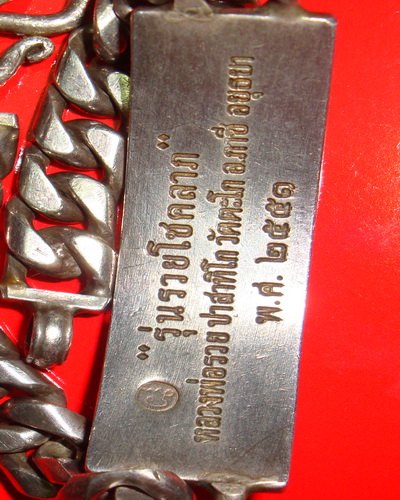 "รุ่นรวยโชคลาภ"
หลวงพ่อรวย ปาสาทิโก วัดตะโก อ.ภาชี อยุธยา
พ.ศ. ๒๕๕๑